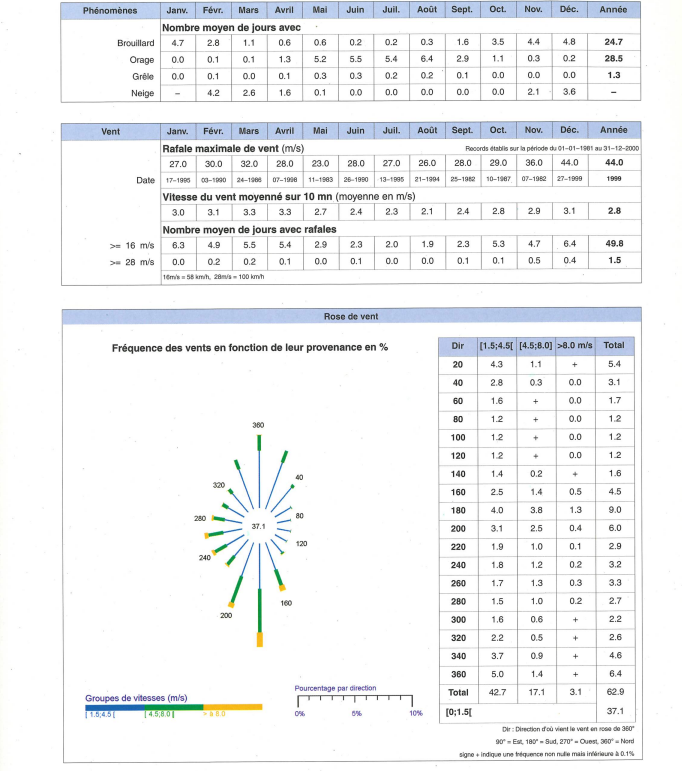 Phénomènes Janv. Févr. Mars Avril Mai Juin Juil. Août Sept. Oct. Nov. Déc. Année
Nombre moyen de jours avec
Brouillard 4.7 2.8 1.1 0.6 0.6 0.2 0.2 0.3 1.6 3.5 4.4 4.8 24.7
Orage 0.0 0.1 0.1 1.3 5.2 5.5 5.4 6.4 2.9 1.1 0.3 0.2 28.5
Grêle 0.0 0.1 0.0 0.1 0.3 0.3 0.2 0.2 0.1 0.0 0.0 0.0 1.3
Neige – 4.2 2.6 1.6 0.1 0.0 0.0 0.0 0.0 0.0 2.1 3.6 –
Vent Janv. Févr. Mars Avril Mai Juin Juil. Août Sept. Oct. Nov. Déc. Année
Rafale maximale de vent (m/s) Records établis sur la période du 01–01–1981 au 31–12–2000
27.0 30.0 32.0 28.0 23.0 28.0 27.0 26.0 28.0 29.0 36.0 44.0 44.0
Date 17–1995 03–1990 24–1986 07–1998 11–1983 26–1990 13–1995 21–1994 25–1982 10–1987 07–1982 27–1999 1999
Vitesse du vent moyenné sur 10 mn (moyenne en m/s)
3.0 3.1 3.3 3.3 2.7 2.4 2.3 2.1 2.4 2.8 2.9 3.1 2.8
Nombre moyen de jours avec rafales
>= 16 m/s 6.3 4.9 5.5 5.4 2.9 2.3 2.0 1.9 2.3 5.3 4.7 6.4 49.8
>= 28 m/s 0.0 0.2 0.2 0.1 0.0 0.1 0.0 0.0 0.1 0.1 0.5 0.4 1.5
16m/s = 58 km/h, 28m/s = 100 km/h
Rose de vent
Fréquence des vents en fonction de leur provenance en %
360
40
80
120
160
200
240
280
320
37.1
Groupes de vitesses (m/s)
[ 1.5;4.5 [ [ 4.5;8.0 [ > à 8.0
Pourcentage par direction
0% 5% 10%
Dir [1.5;4.5[ [4.5;8.0] >8.0 m/s Total
20 4.3 1.1 + 5.4
40 2.8 0.3 0.0 3.1
60 1.6 + 0.0 1.7
80 1.2 + 0.0 1.2
100 1.2 + 0.0 1.2
120 1.2 + 0.0 1.2
140 1.4 0.2 + 1.6
160 2.5 1.4 0.5 4.5
180 4.0 3.8 1.3 9.0
200 3.1 2.5 0.4 6.0
220 1.9 1.0 0.1 2.9
240 1.8 1.2 0.2 3.2
260 1.7 1.3 0.3 3.3
280 1.5 1.0 0.2 2.7
300 1.6 0.6 + 2.2
320 2.2 0.5 + 2.6
340 3.7 0.9 + 4.6
360 5.0 1.4 + 6.4
Total 42.7 17.1 3.1 62.9
[0;1.5[ 37.1
Dir : Direction d'où vient le vent en rose de 360°
90° = Est, 180° = Sud, 270° = Ouest, 360° = Nord
signe + indique une fréquence non nulle mais inférieure à 0.1%